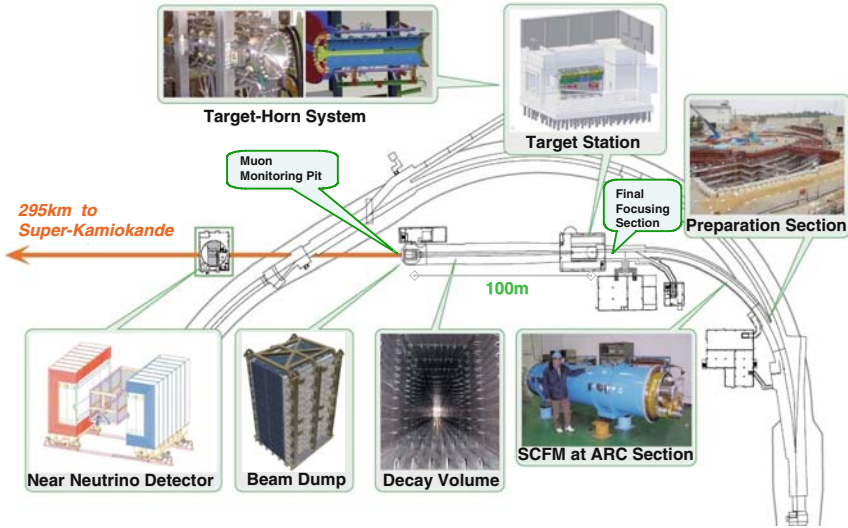 Target-Horn System
Target Station
Muon
Monitoring Pit
Final
Focusing
Section
Preparation Section
295km to
Super-Kamiokande
100m
Near Neutrino Detector
Beam Dump
Decay Volume
SCFM at ARC Section